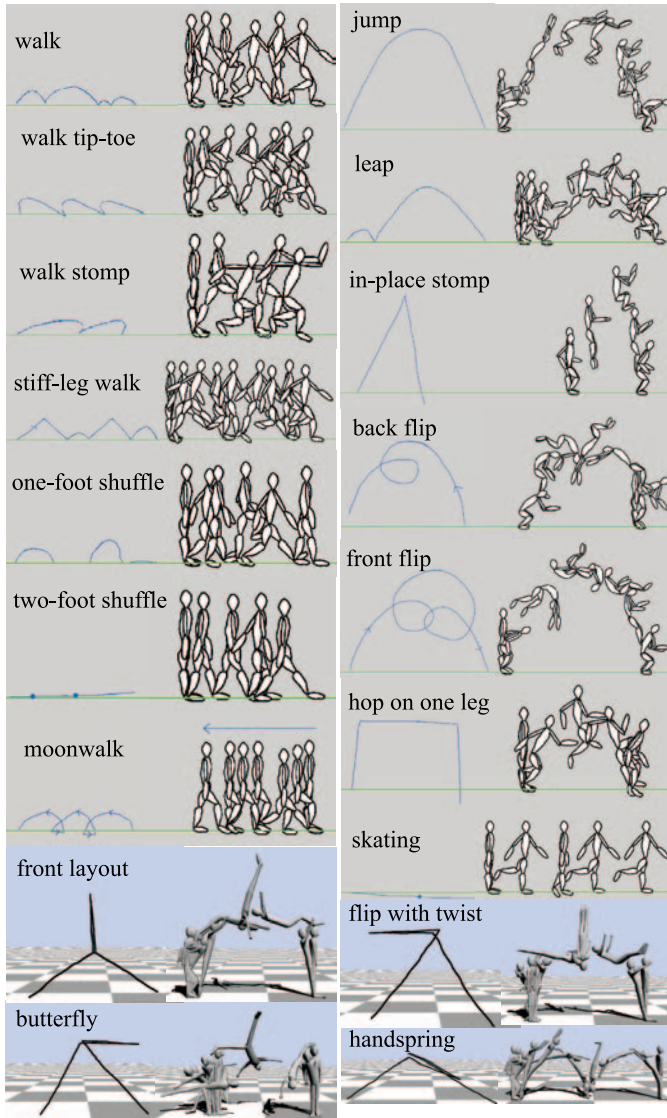 walk
walk tip-toe
walk stomp
stiff-leg walk
one-foot shuffle
two-foot shuffle
moonwalk
front layout
butterfly
jump
leap
in-place stomp
back flip
front flip
hop on one leg
skating
flip with twist
handspring